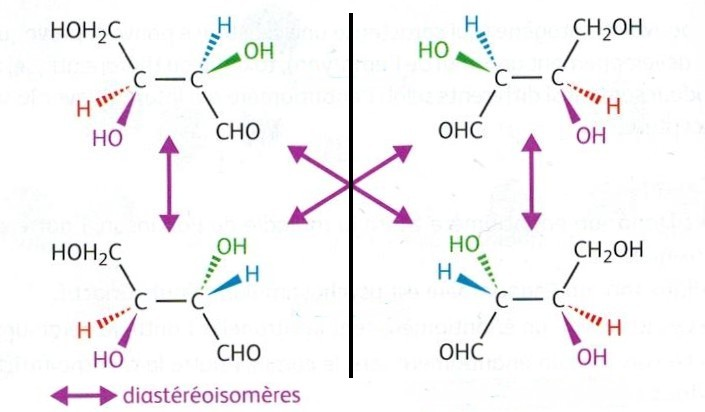 HOH₂C H H CH₂OH
OH HO
C—C C—C
H H
HO CHO OHC OH
HOH₂C OH HO CH₂OH
H H
C—C C—C
H H
HO CHO OHC OH
diastéréoisomères